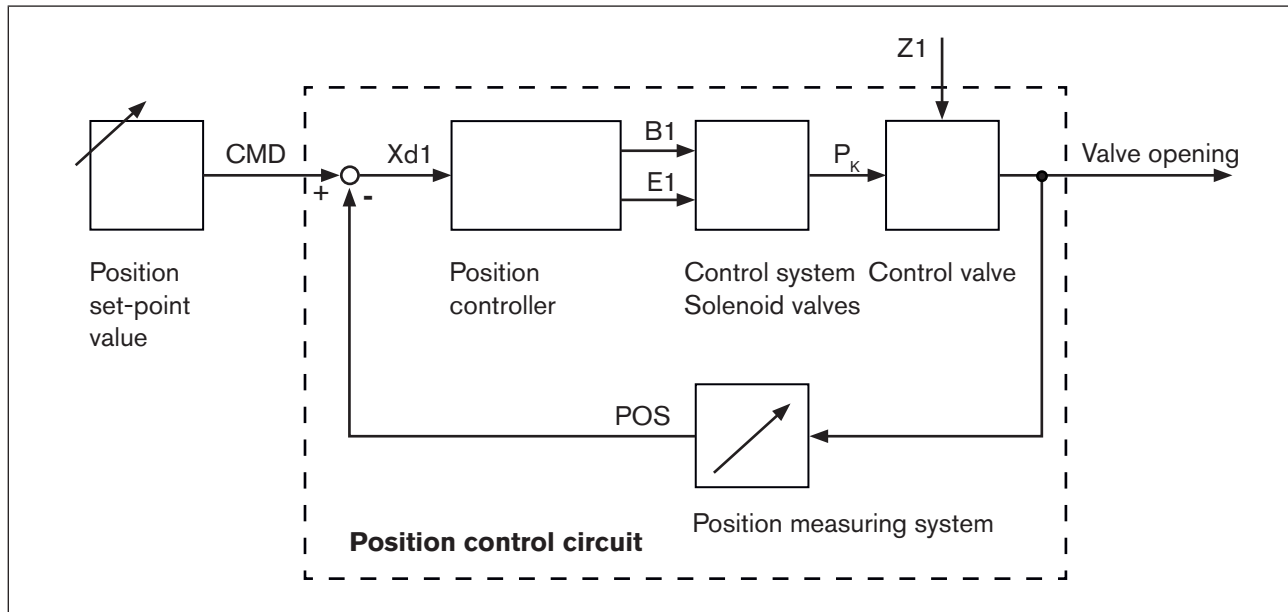 Z1
CMD
+
-
Xd1
B1
E1
P_K
Valve opening
Position
set-point
value
Position
controller
Control system
Solenoid valves
Control valve
POS
Position measuring system
Position control circuit